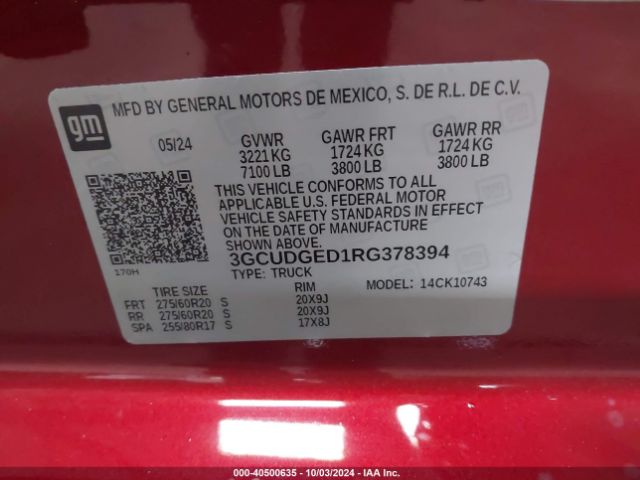 gm
MFD BY GENERAL MOTORS DE MEXICO, S. DE R.L. DE C.V.
05/24 GVWR GAWR FRT GAWR RR
3221 KG 1724 KG 1724 KG
7100 LB 3800 LB 3800 LB
THIS VEHICLE CONFORMS TO ALL
APPLICABLE U.S. FEDERAL MOTOR
VEHICLE SAFETY STANDARDS IN EFFECT
ON THE DATE OF MANUFACTURE
SHOWN ABOVE.
3GCUDGED1RG378394
170H TYPE: TRUCK
TIRE SIZE RIM MODEL: 14CK10743
FRT 275/60R20 S 20X9J
RR 275/60R20 S 20X9J
SPA 255/80R17 S 17X8J
000-40500635 - 10/03/2024 - IAA Inc.